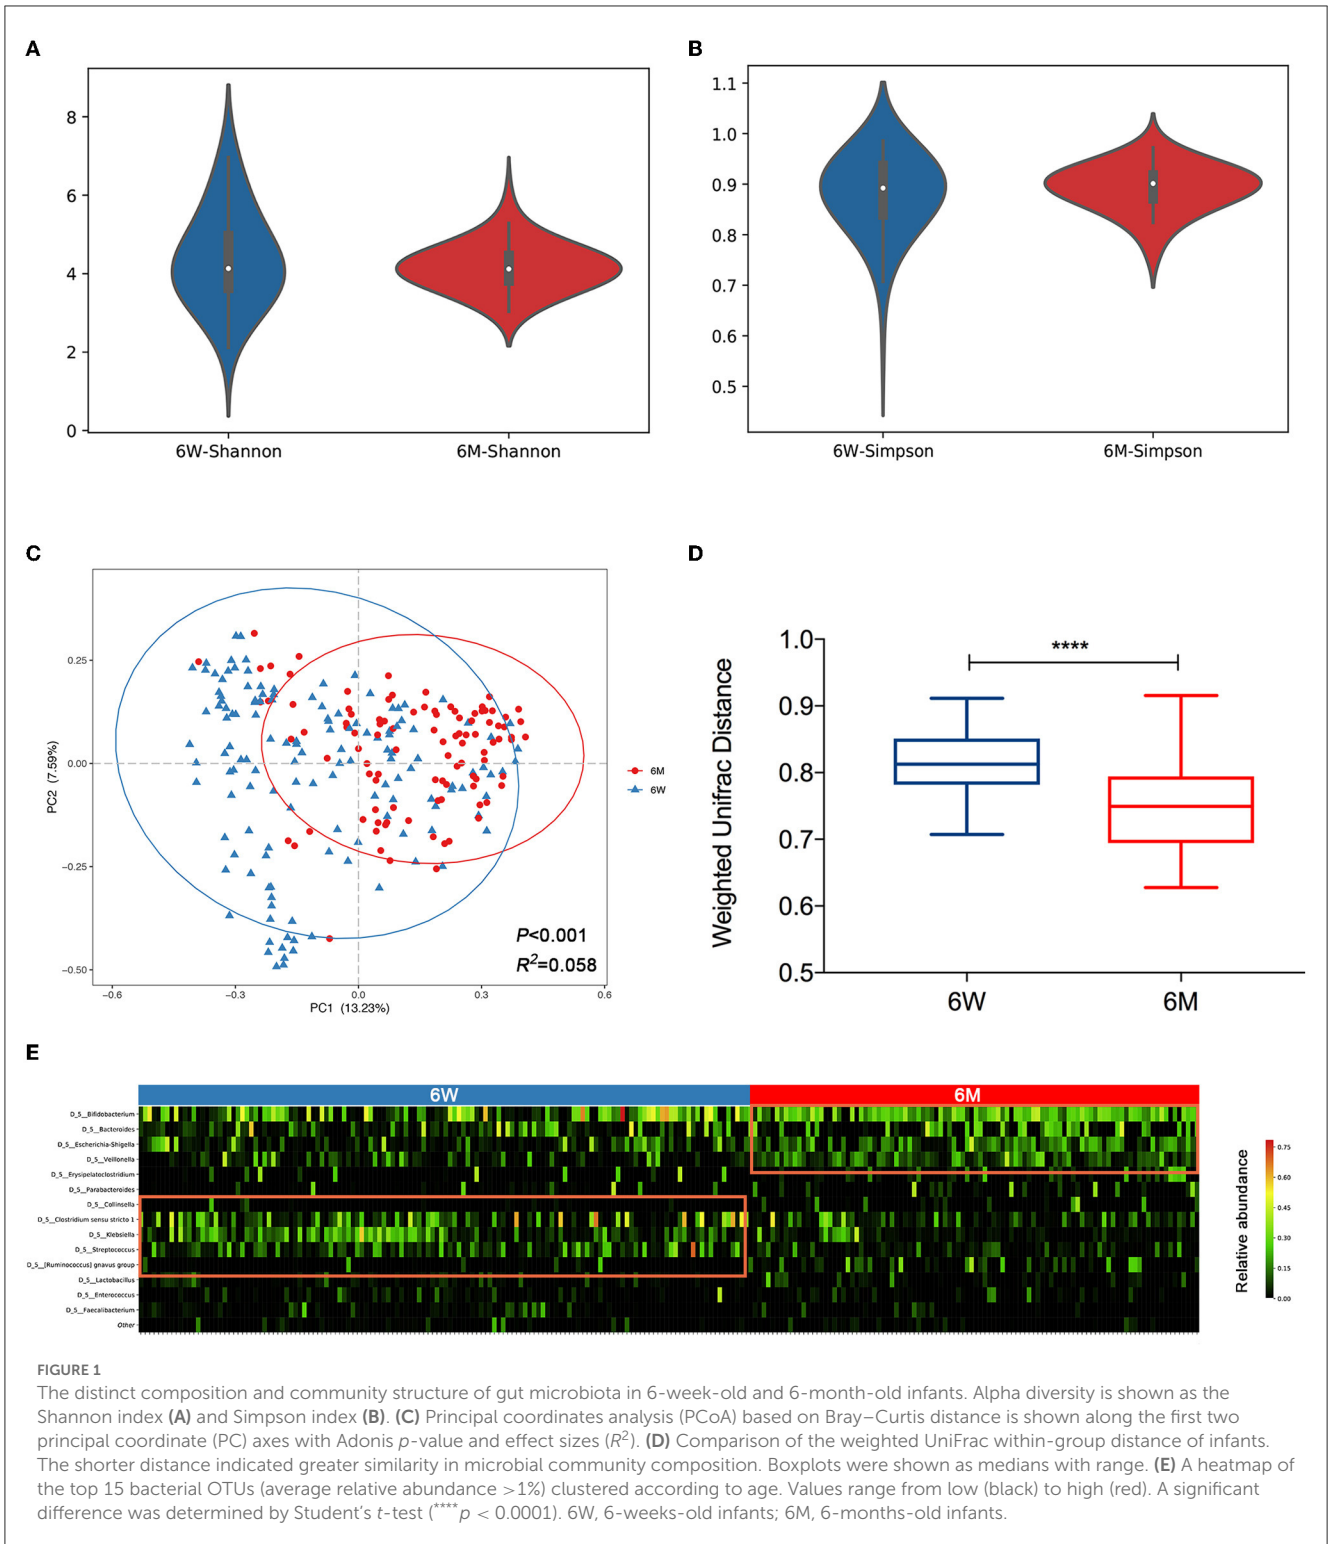 A
B
8
6
4
2
0
6W-Shannon
6M-Shannon
1.1
1.0
0.9
0.8
0.7
0.6
0.5
6W-Simpson
6M-Simpson
C
D
PC2 (7.59%)
0.25
0.00
−0.25
−0.50
−0.6
−0.3
0.0
0.3
0.6
PC1 (13.23%)
P<0.001
R²=0.058
6M
6W
Weighted Unifrac Distance
1.0
0.9
0.8
0.7
0.6
0.5
****
6W
6M
E
6W
6M
D_5__Bifidobacterium
D_5__Bacteroides
D_5__Escherichia-Shigella
D_5__Veillonella
D_5__Erysipelatoclostridium
D_5__Parabacteroides
D_5__Collinsella
D_5__Clostridium sensu stricto 1
D_5__Klebsiella
D_5__Streptococcus
D_5__[Ruminococcus] gnavus group
D_5__Lactobacillus
D_5__Enterococcus
D_5__Faecalibacterium
Other
Relative abundance
0.75
0.60
0.45
0.30
0.15
0.00
FIGURE 1
The distinct composition and community structure of gut microbiota in 6-week-old and 6-month-old infants. Alpha diversity is shown as the
Shannon index (A) and Simpson index (B). (C) Principal coordinates analysis (PCoA) based on Bray–Curtis distance is shown along the first two
principal coordinate (PC) axes with Adonis p-value and effect sizes (R²). (D) Comparison of the weighted UniFrac within-group distance of infants.
The shorter distance indicated greater similarity in microbial community composition. Boxplots were shown as medians with range. (E) A heatmap of
the top 15 bacterial OTUs (average relative abundance >1%) clustered according to age. Values range from low (black) to high (red). A significant
difference was determined by Student's t-test (****p < 0.0001). 6W, 6-weeks-old infants; 6M, 6-months-old infants.